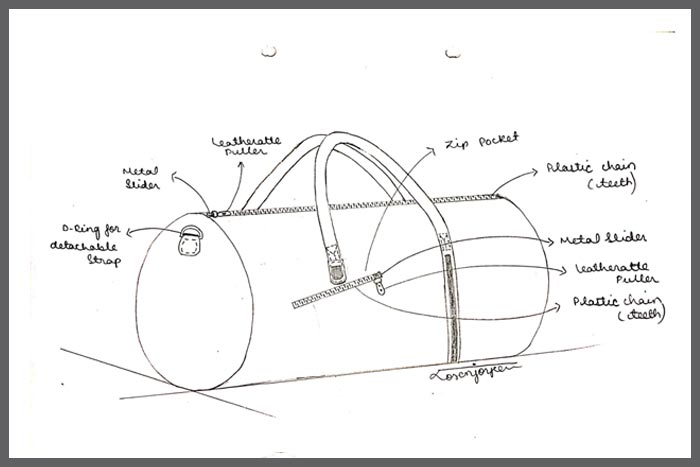 Leatheratte
Puller
Zip Pocket
Metal
Slider
Plastic chain
(teeth)
D-Ring for
detachable
Strap
Metal Slider
Leatheratte
Puller
Plastic chain
(teeth)